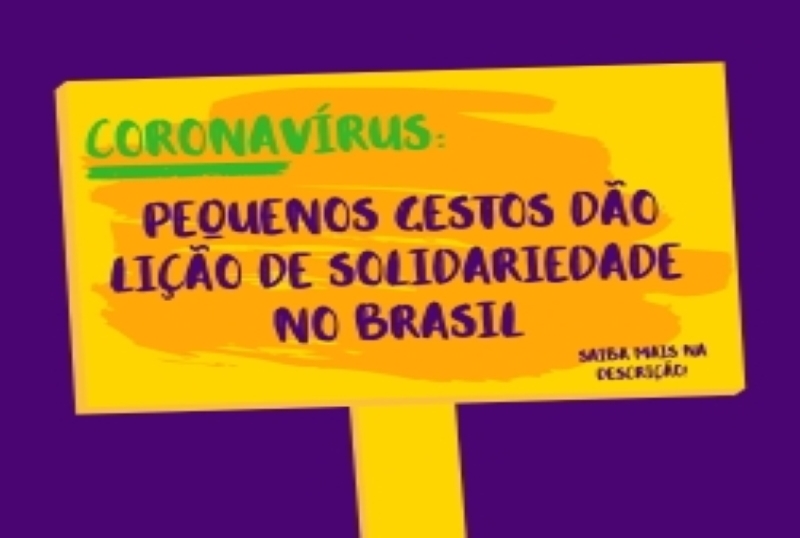 CORONAVÍRUS:
PEQUENOS GESTOS DÃO
LIÇÃO DE SOLIDARIEDADE
NO BRASIL
SAIBA MAIS NA
DESCRIÇÃO!